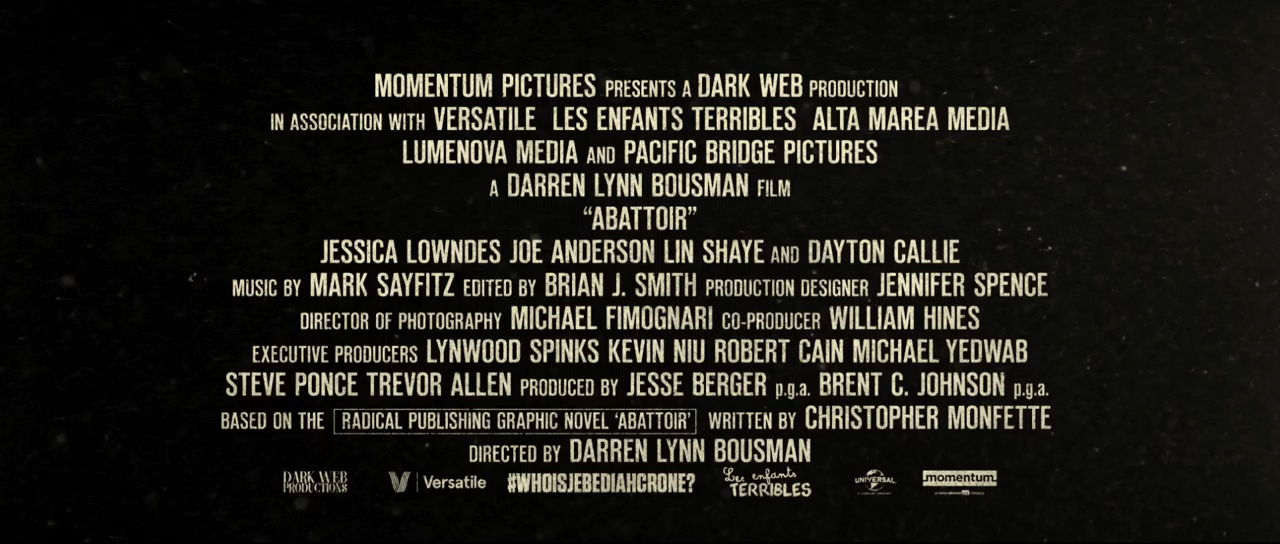 MOMENTUM PICTURES PRESENTS A DARK WEB PRODUCTION
IN ASSOCIATION WITH VERSATILE LES ENFANTS TERRIBLES ALTA MAREA MEDIA
LUMENOVA MEDIA AND PACIFIC BRIDGE PICTURES
A DARREN LYNN BOUSMAN FILM
“ABATTOIR”
JESSICA LOWNDES JOE ANDERSON LIN SHAYE AND DAYTON CALLIE
MUSIC BY MARK SAYFITZ EDITED BY BRIAN J. SMITH PRODUCTION DESIGNER JENNIFER SPENCE
DIRECTOR OF PHOTOGRAPHY MICHAEL FIMOGNARI CO-PRODUCER WILLIAM HINES
EXECUTIVE PRODUCERS LYNWOOD SPINKS KEVIN NIU ROBERT CAIN MICHAEL YEDWAB
STEVE PONCE TREVOR ALLEN PRODUCED BY JESSE BERGER p.g.a. BRENT C. JOHNSON p.g.a.
BASED ON THE RADICAL PUBLISHING GRAPHIC NOVEL ‘ABATTOIR’ WRITTEN BY CHRISTOPHER MONFETTE
DIRECTED BY DARREN LYNN BOUSMAN
DARK WEB PRODUCTIONS Versatile #WHOISJEBEDIAHCRONE? Les enfants TERRIBLES UNIVERSAL momentum